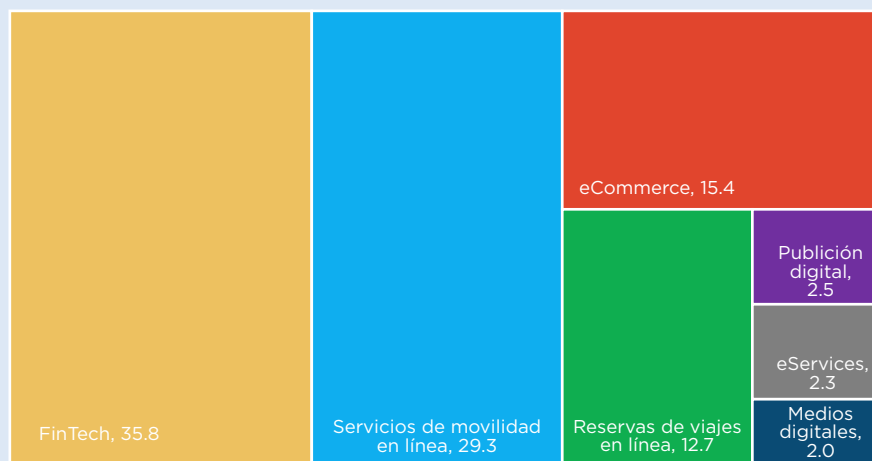 eCommerce, 15.4
Publición
digital,
2.5
eServices,
2.3
FinTech, 35.8
Servicios de movilidad
en línea, 29.3
Reservas de viajes
en línea, 12.7
Medios
digitales,
2.0